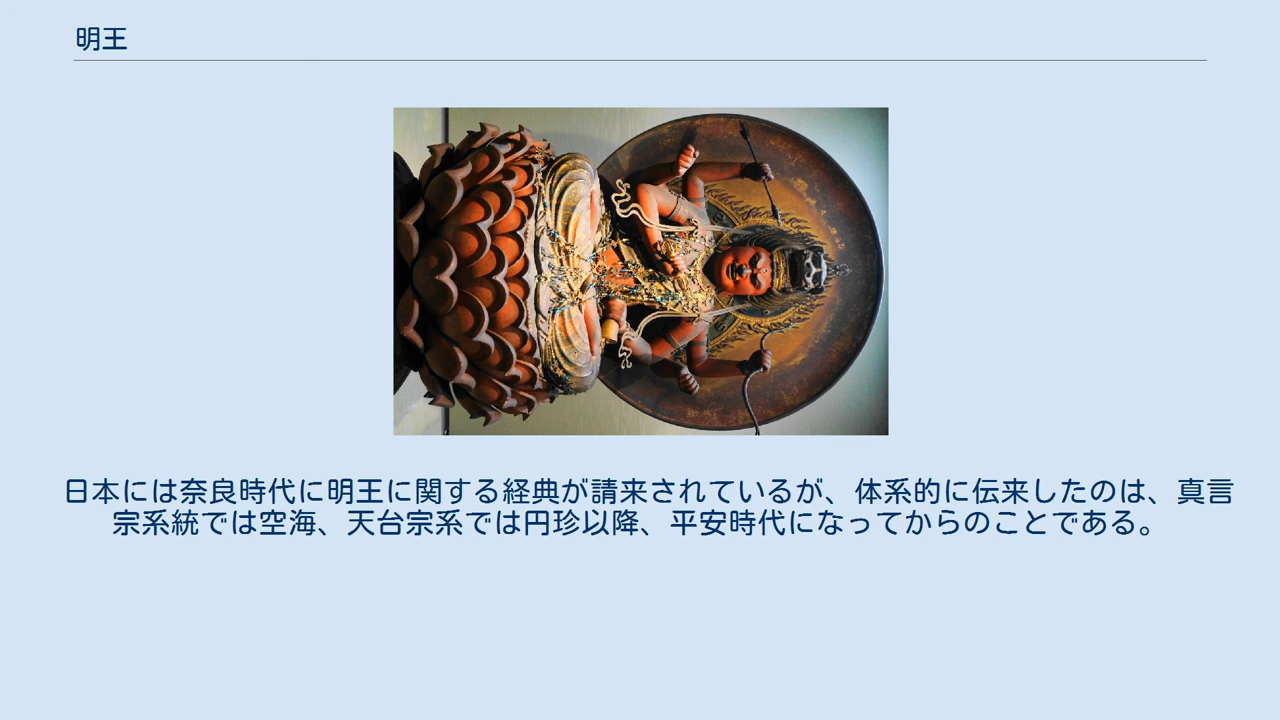 明王
日本には奈良時代に明王に関する経典が請来されているが、体系的に伝来したのは、真言
宗系統では空海、天台宗系では円珍以降、平安時代になってからのことである。